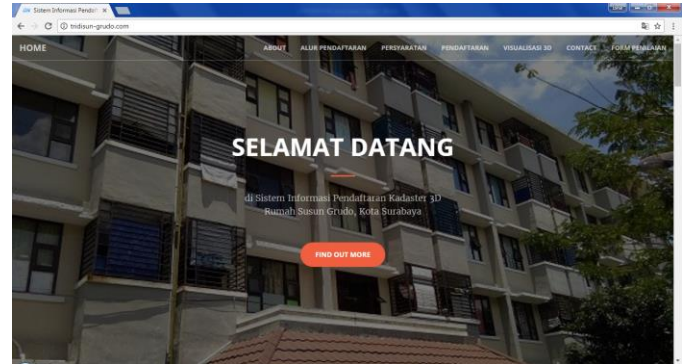 Sistem Informasi Pendaf
tridisun-grudo.com
HOME
ABOUT
ALUR PENDAFTARAN
PERSYARATAN
PENDAFTARAN
VISUALISASI 3D
CONTACT
FORM PENILAIAN
SELAMAT DATANG
di Sistem Informasi Pendaftaran Kadaster 3D
Rumah Susun Grudo, Kota Surabaya
FIND OUT MORE